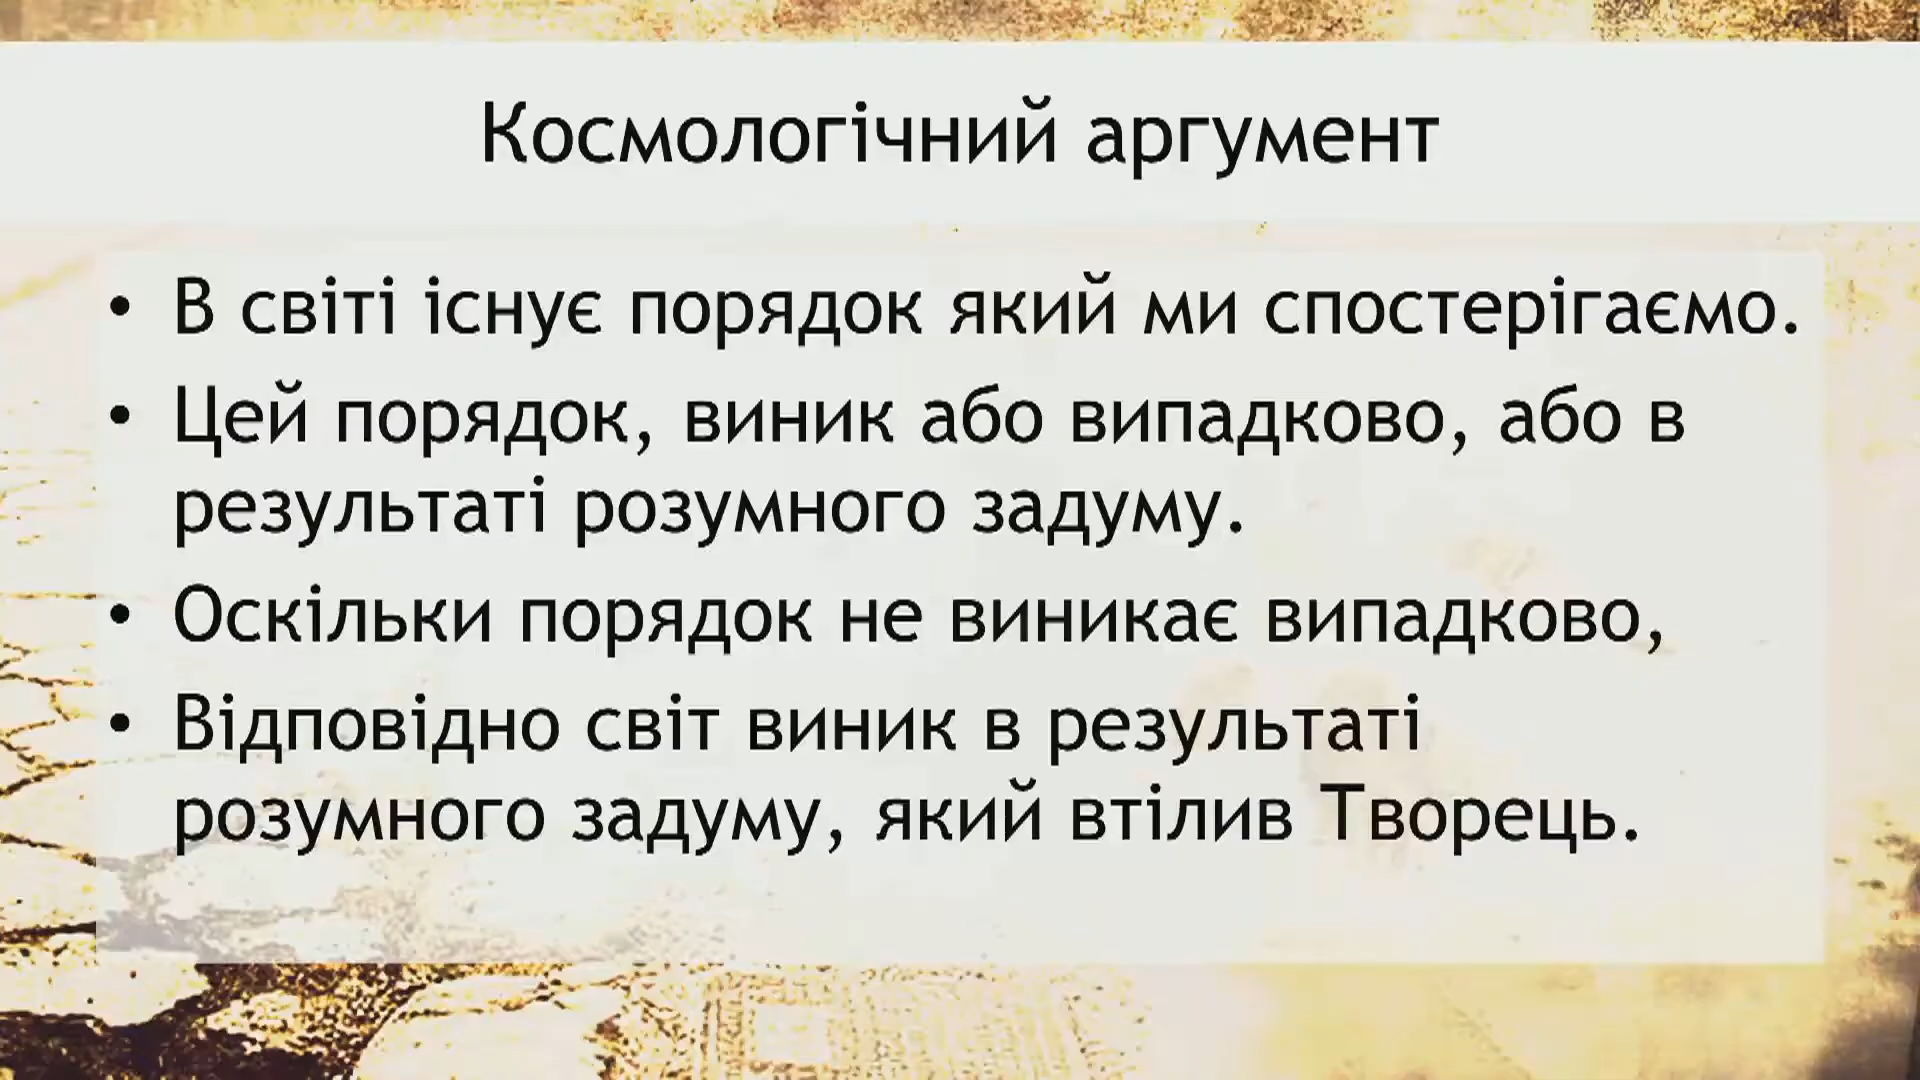 Космологічний аргумент
• В світі існує порядок який ми спостерігаємо.
• Цей порядок, виник або випадково, або в
результаті розумного задуму.
• Оскільки порядок не виникає випадково,
• Відповідно світ виник в результаті
розумного задуму, який втілив Творець.